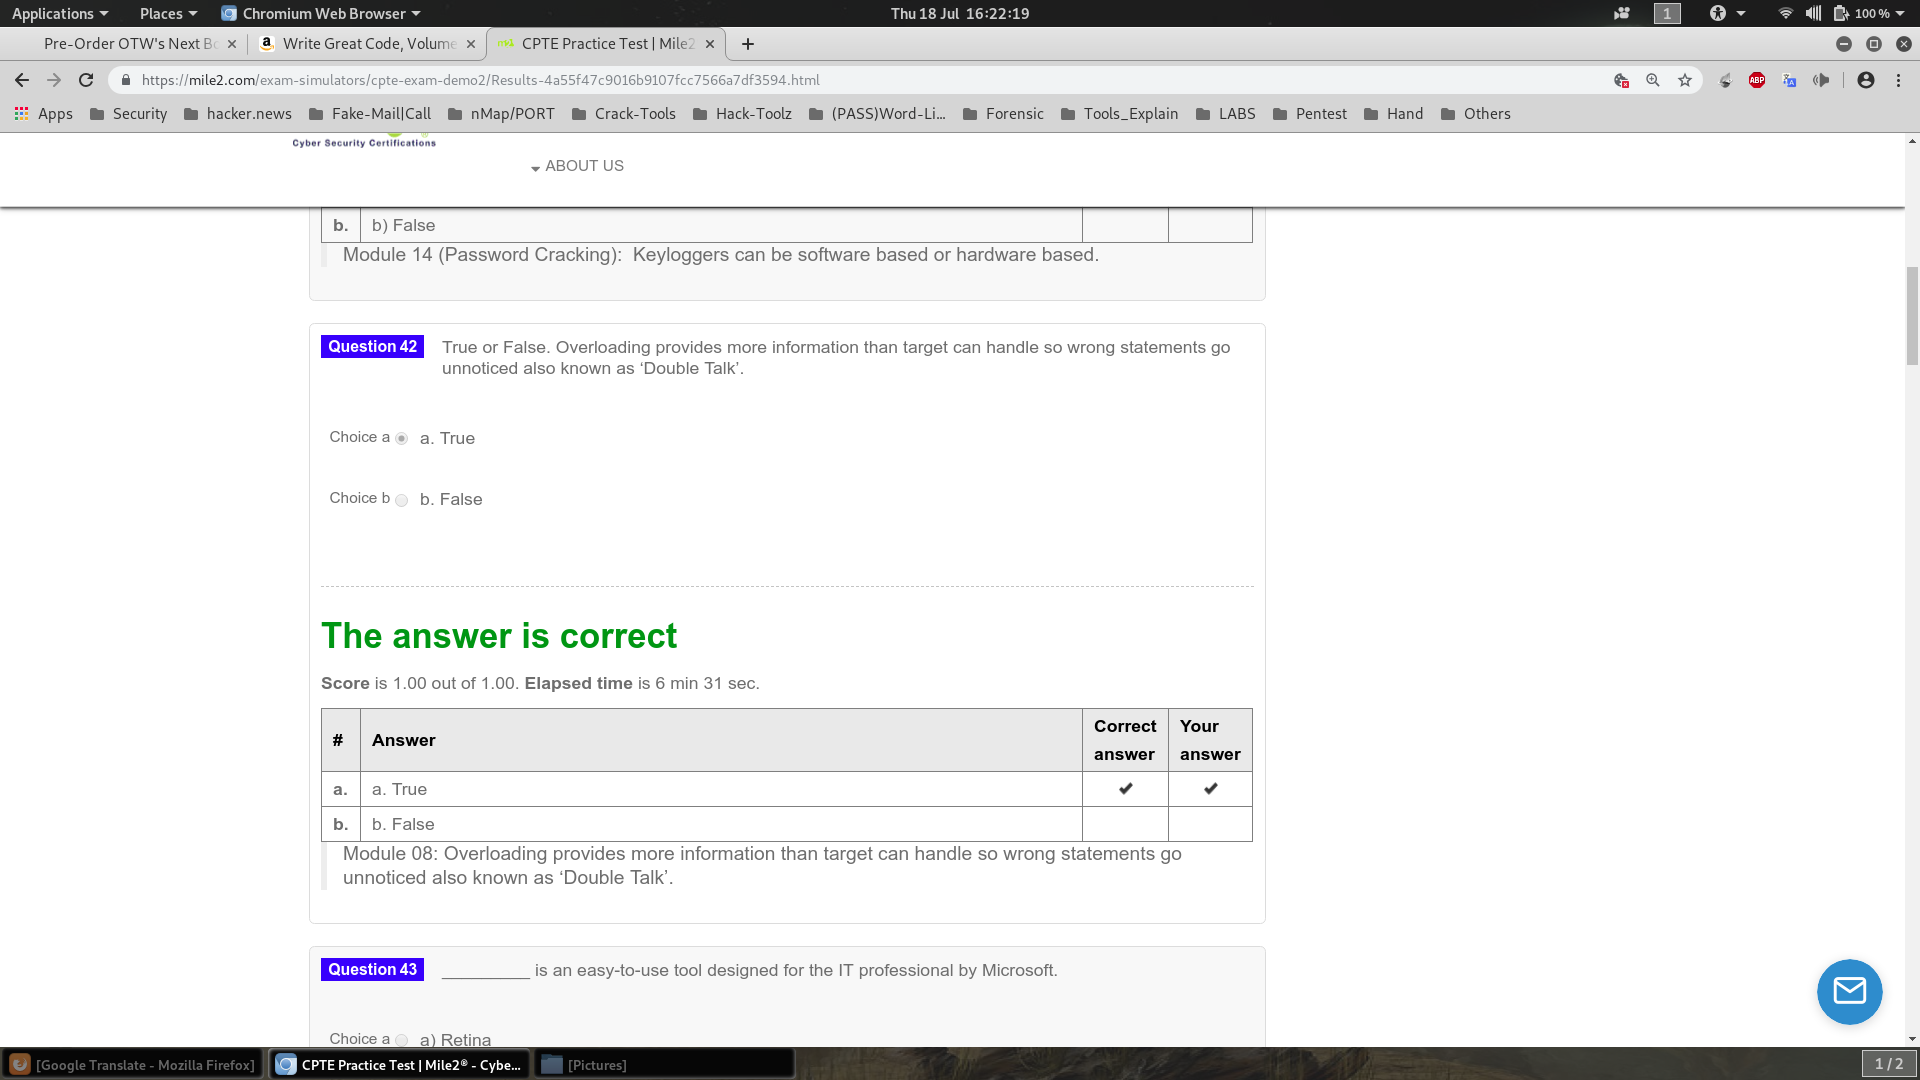 Applications Places Chromium Web Browser Thu 18 Jul 16:22:19 1 100 %
Pre-Order OTW's Next Bo Write Great Code, Volume CPTE Practice Test | Mile2
https://mile2.com/exam-simulators/cpte-exam-demo2/Results-4a55f47c9016b9107fcc7566a7df3594.html ABP
Apps Security hacker.news Fake-Mail|Call nMap/PORT Crack-Tools Hack-Toolz (PASS)Word-Li... Forensic Tools_Explain LABS Pentest Hand Others
Cyber Security Certifications
ABOUT US
b. b) False
Module 14 (Password Cracking): Keyloggers can be software based or hardware based.
Question 42 True or False. Overloading provides more information than target can handle so wrong statements go
unnoticed also known as ‘Double Talk’.
Choice a a. True
Choice b b. False
The answer is correct
Score is 1.00 out of 1.00. Elapsed time is 6 min 31 sec.
# Answer Correct answer Your answer
a. a. True ✔ ✔
b. b. False
Module 08: Overloading provides more information than target can handle so wrong statements go
unnoticed also known as ‘Double Talk’.
Question 43 __________ is an easy-to-use tool designed for the IT professional by Microsoft.
Choice a a) Retina
[Google Translate - Mozilla Firefox] CPTE Practice Test | Mile2® - Cybe... [Pictures] 1 / 2